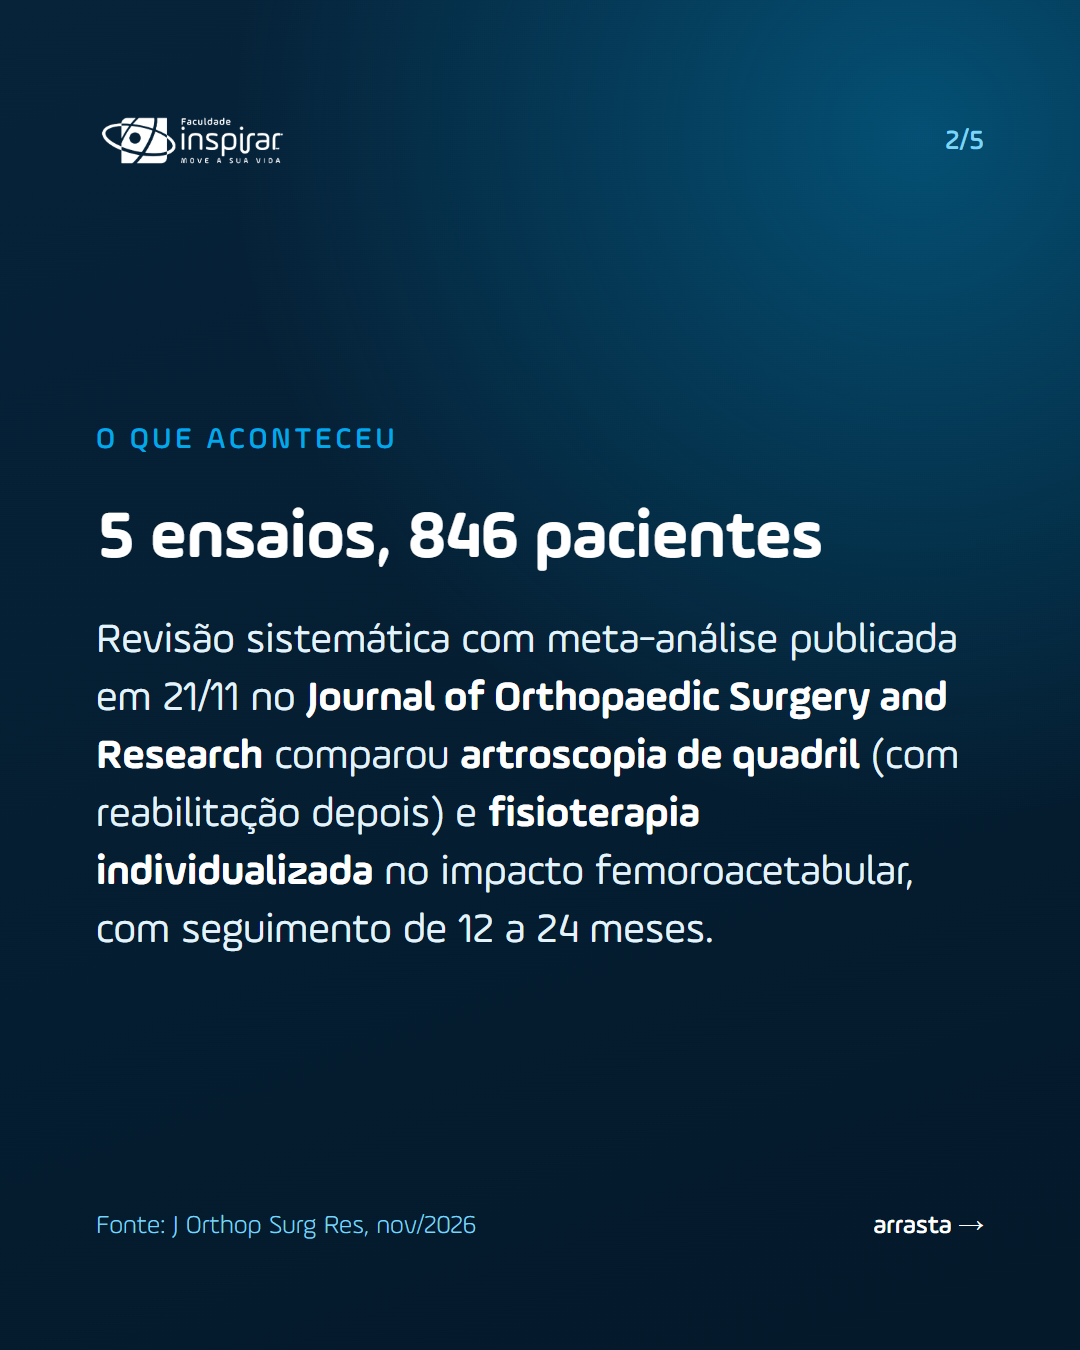 Faculdade
inspirar
MOVE A SUA VIDA
2/5
O QUE ACONTECEU
5 ensaios, 846 pacientes
Revisão sistemática com meta-análise publicada
em 21/11 no Journal of Orthopaedic Surgery and
Research comparou artroscopia de quadril (com
reabilitação depois) e fisioterapia
individualizada no impacto femoroacetabular,
com seguimento de 12 a 24 meses.
Fonte: J Orthop Surg Res, nov/2026
arrasta →